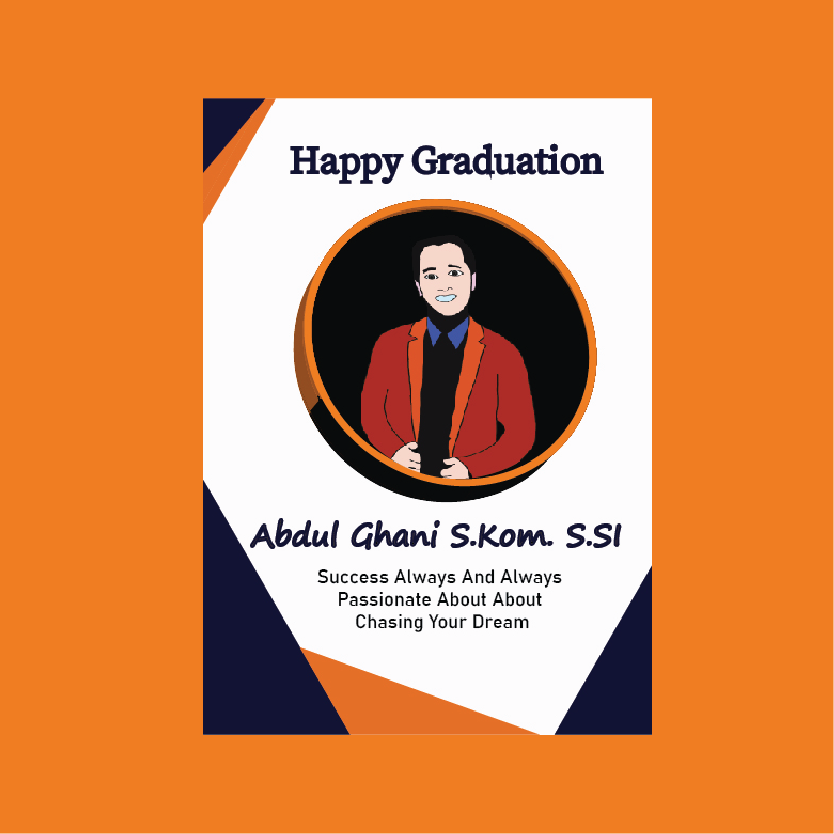 Happy Graduation
Abdul Ghani S.Kom. S.SI
Success Always And Always
Passionate About About
Chasing Your Dream